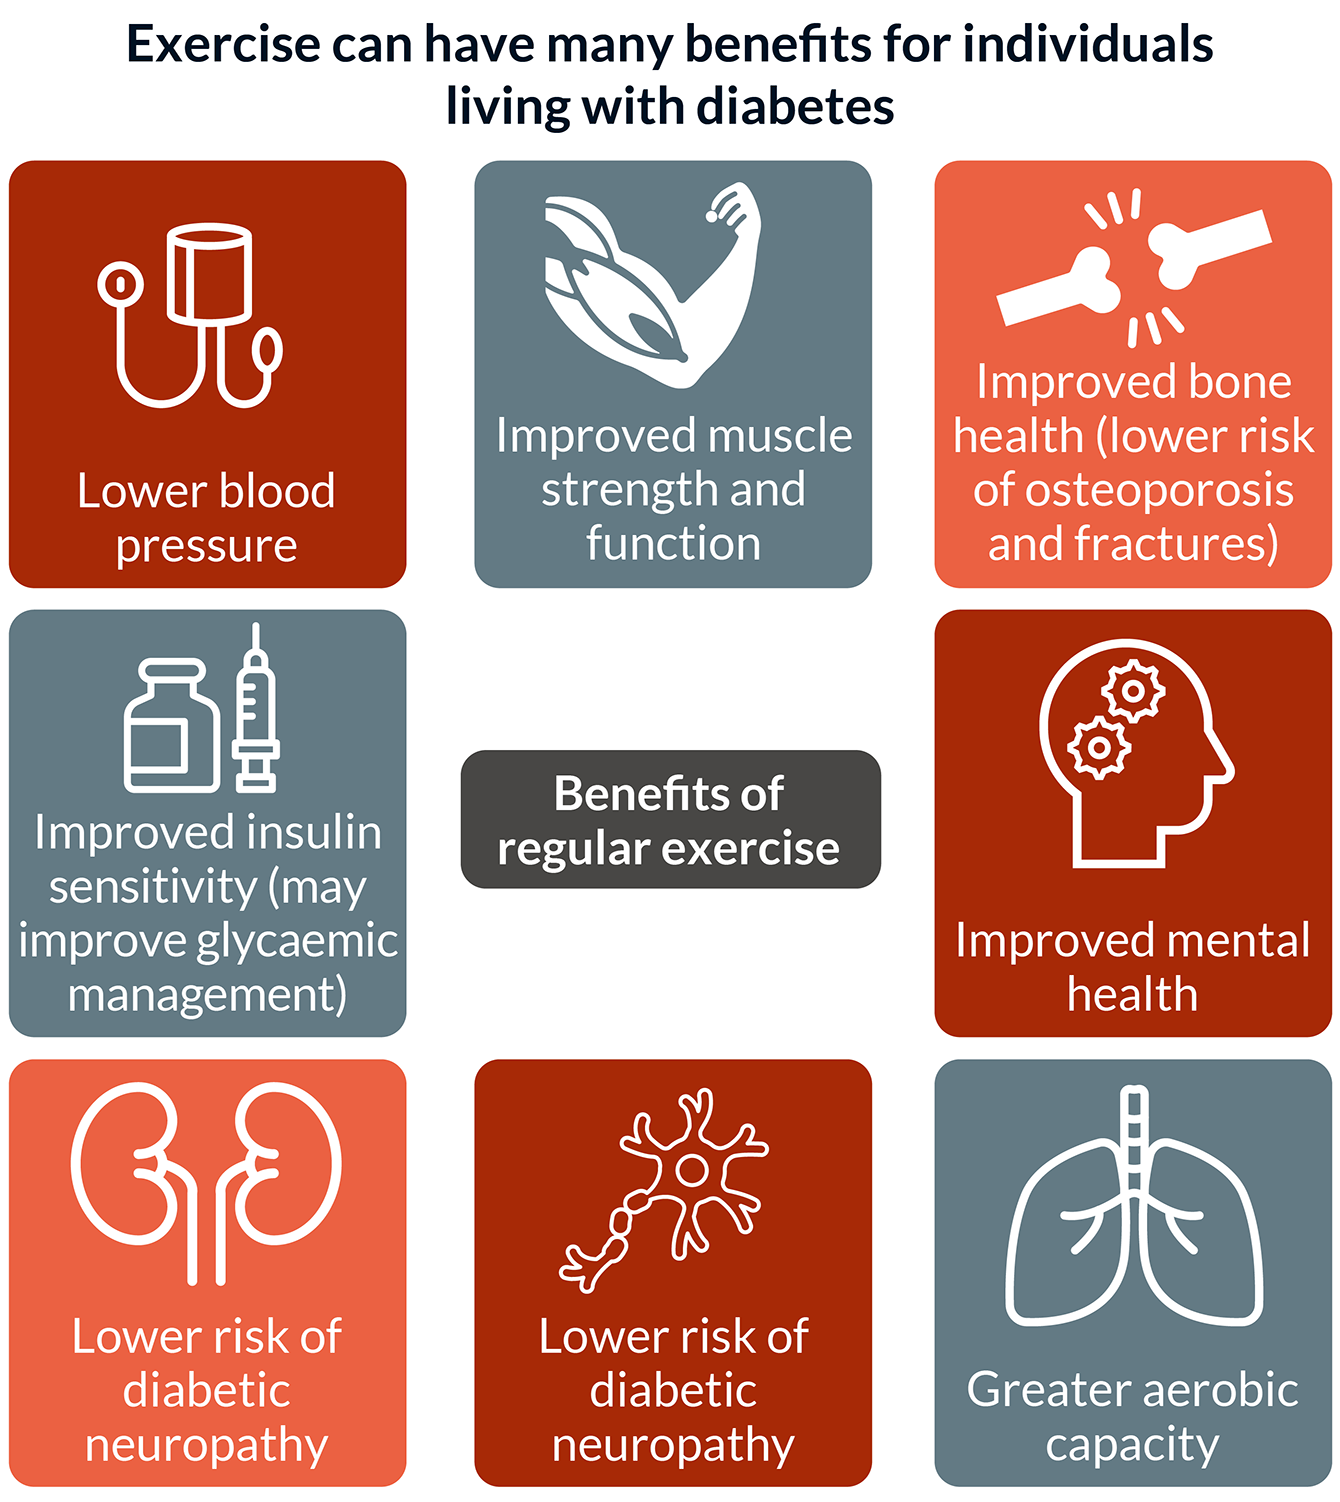 Exercise can have many benefits for individuals
living with diabetes
Lower blood
pressure
Improved muscle
strength and
function
Improved bone
health (lower risk
of osteoporosis
and fractures)
Improved insulin
sensitivity (may
improve glycaemic
management)
Benefits of
regular exercise
Improved mental
health
Lower risk of
diabetic
neuropathy
Lower risk of
diabetic
neuropathy
Greater aerobic
capacity